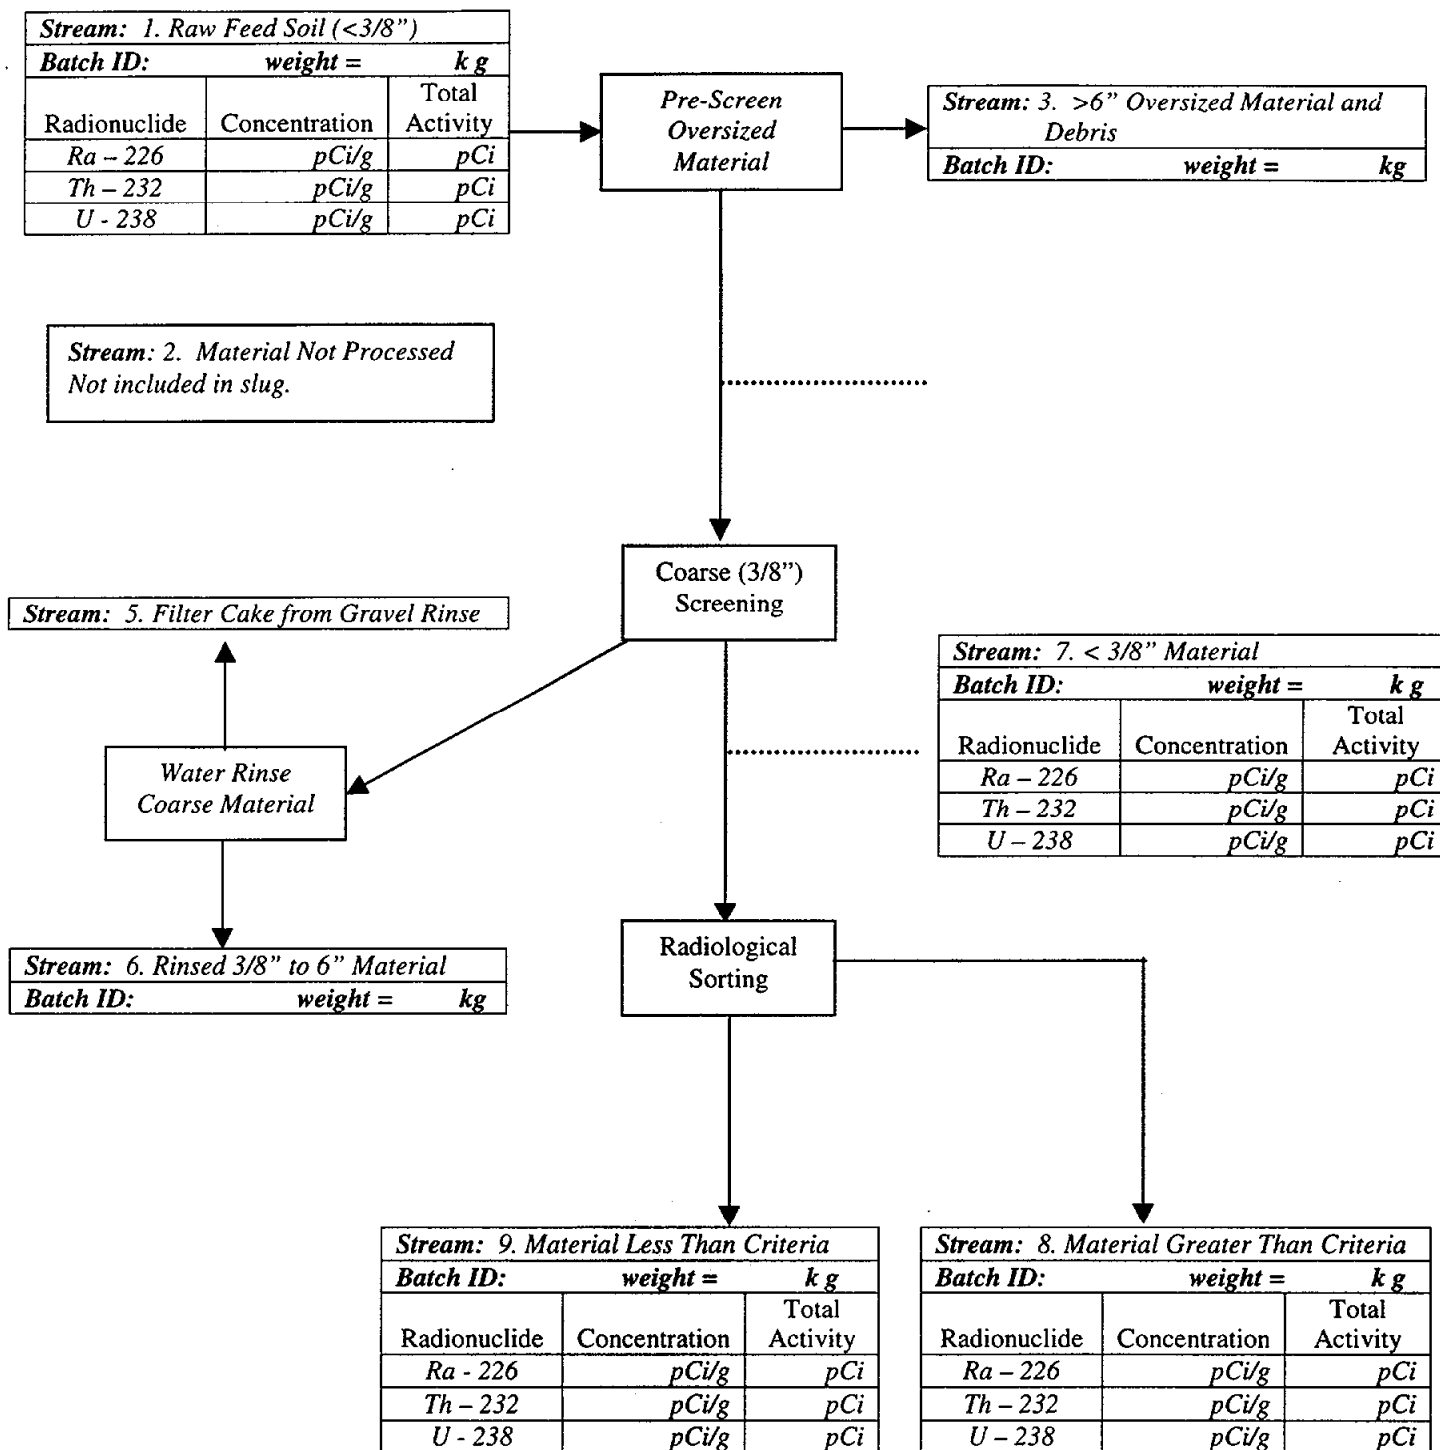 Stream: 1. Raw Feed Soil (<3/8”)
Batch ID: weight = k g
Radionuclide Concentration Total Activity
Ra – 226 pCi/g pCi
Th – 232 pCi/g pCi
U - 238 pCi/g pCi
Pre-Screen
Oversized
Material
Stream: 3. >6” Oversized Material and
Debris
Batch ID: weight = kg
Stream: 2. Material Not Processed
Not included in slug.
Coarse (3/8”)
Screening
Stream: 5. Filter Cake from Gravel Rinse
Water Rinse
Coarse Material
Stream: 7. < 3/8” Material
Batch ID: weight = k g
Radionuclide Concentration Total Activity
Ra – 226 pCi/g pCi
Th – 232 pCi/g pCi
U – 238 pCi/g pCi
Stream: 6. Rinsed 3/8” to 6” Material
Batch ID: weight = kg
Radiological
Sorting
Stream: 9. Material Less Than Criteria
Batch ID: weight = k g
Radionuclide Concentration Total Activity
Ra - 226 pCi/g pCi
Th – 232 pCi/g pCi
U - 238 pCi/g pCi
Stream: 8. Material Greater Than Criteria
Batch ID: weight = k g
Radionuclide Concentration Total Activity
Ra – 226 pCi/g pCi
Th – 232 pCi/g pCi
U – 238 pCi/g pCi